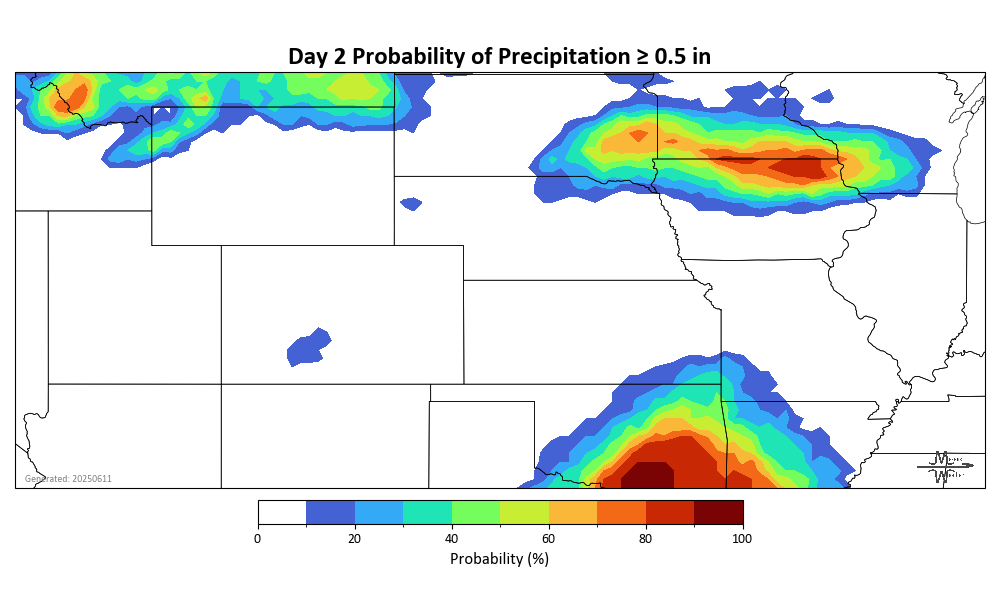 Day 2 Probability of Precipitation ≥ 0.5 in
Generated: 20250611
0 20 40 60 80 100
Probability (%)